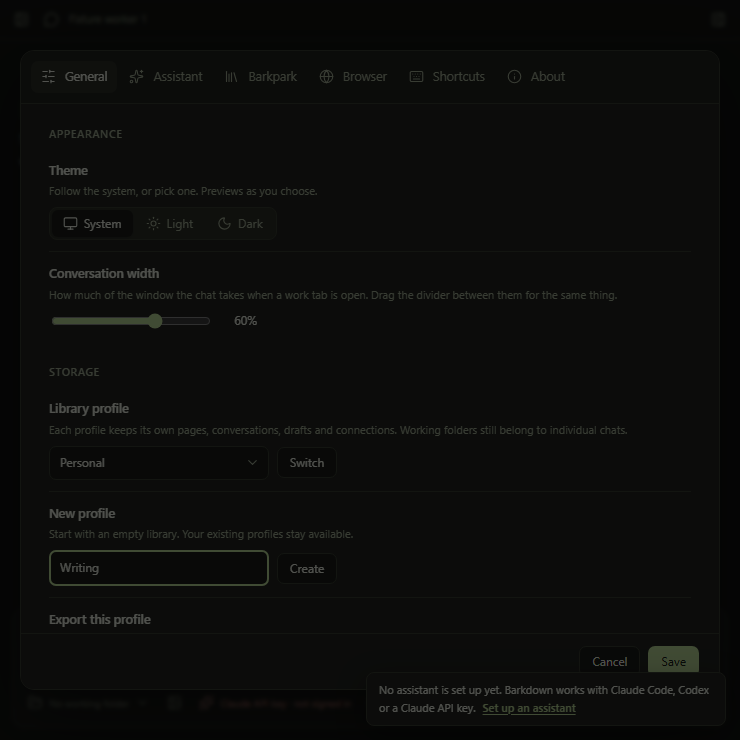 General
Assistant
Barkpark
Browser
Shortcuts
About
APPEARANCE
Theme
Follow the system, or pick one. Previews as you choose.
System
Light
Dark
Conversation width
How much of the window the chat takes when a work tab is open. Drag the divider between them for the same thing.
60%
STORAGE
Library profile
Each profile keeps its own pages, conversations, drafts and connections. Working folders still belong to individual chats.
Personal
Switch
New profile
Start with an empty library. Your existing profiles stay available.
Writing
Create
Export this profile
Cancel
Save
No assistant is set up yet. Barkdown works with Claude Code, Codex
or a Claude API key. Set up an assistant